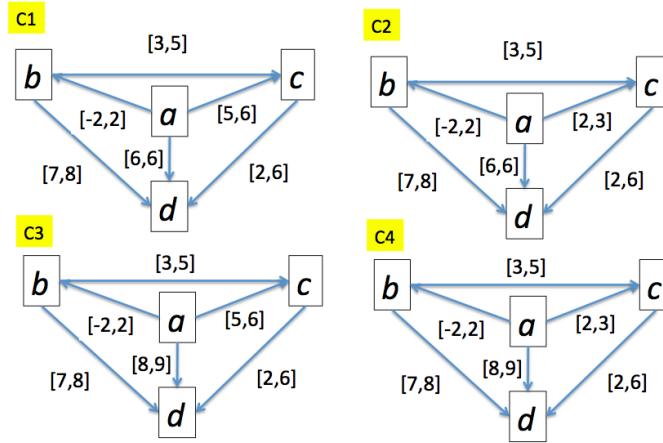 C1
[3,5]
b
c
[-2,2]
a
[5,6]
[6,6]
[7,8]
[2,6]
d
C2
[3,5]
b
c
[-2,2]
a
[2,3]
[6,6]
[7,8]
[2,6]
d
C3
[3,5]
b
c
[-2,2]
a
[5,6]
[8,9]
[7,8]
[2,6]
d
C4
[3,5]
b
c
[-2,2]
a
[2,3]
[8,9]
[7,8]
[2,6]
d